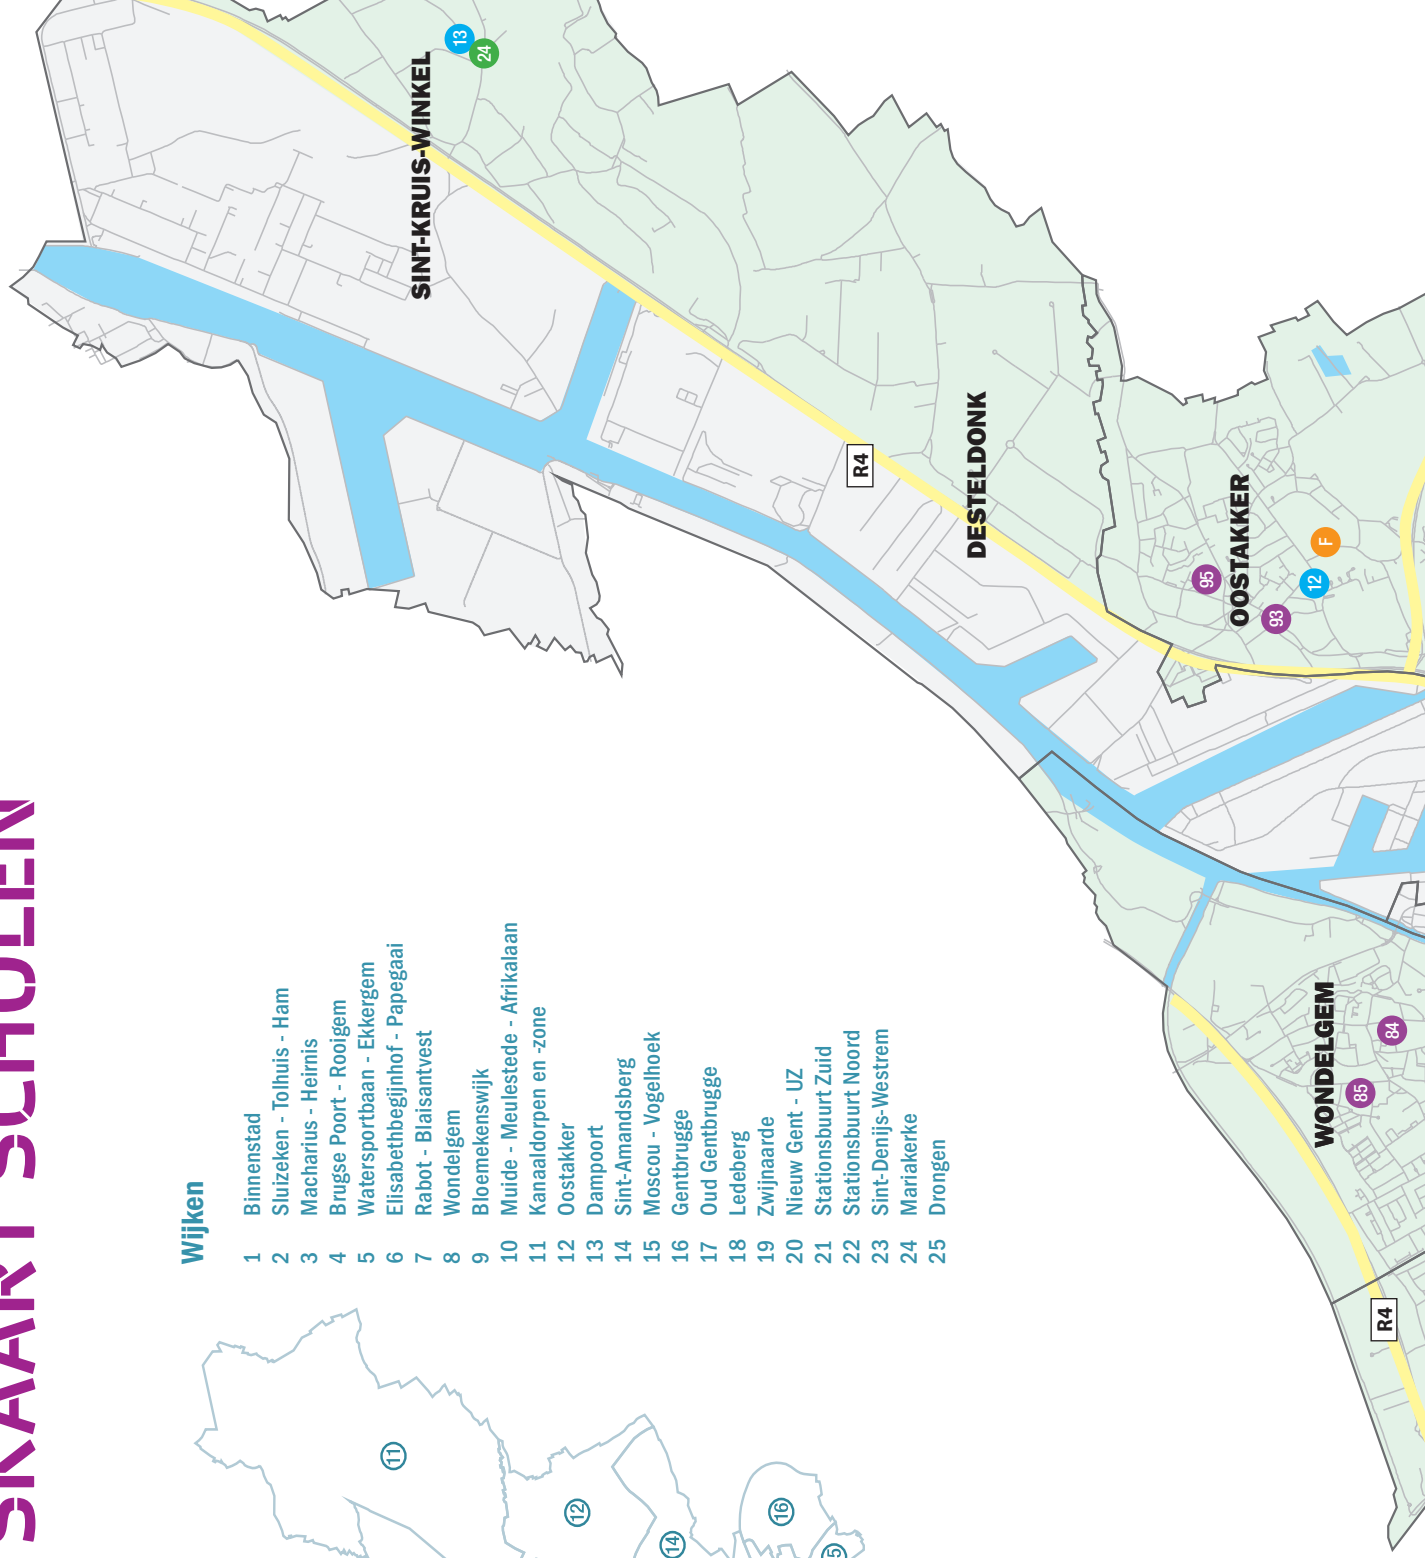 SKAART SCHOLEN
Wijken
1 Binnenstad
2 Sluizeken - Tolhuis - Ham
3 Macharius - Heirnis
4 Brugse Poort - Rooigem
5 Watersportbaan - Ekkergem
6 Elisabethbegijnhof - Papegaai
7 Rabot - Blaisantvest
8 Wondelgem
9 Bloemekenswijk
10 Muide - Meulestede - Afrikalaan
11 Kanaaldorpen en -zone
12 Oostakker
13 Dampoort
14 Sint-Amandsberg
15 Moscou - Vogelhoek
16 Gentbrugge
17 Oud Gentbrugge
18 Ledeberg
19 Zwijnaarde
20 Nieuw Gent - UZ
21 Stationsbuurt Zuid
22 Stationsbuurt Noord
23 Sint-Denijs-Westrem
24 Mariakerke
25 Drongen
11
12
14
16
5
SINT-KRUIS-WINKEL
13
24
R4
DESTELDONK
OOSTAKKER
95
93
12
F
WONDELGEM
84
85
R4